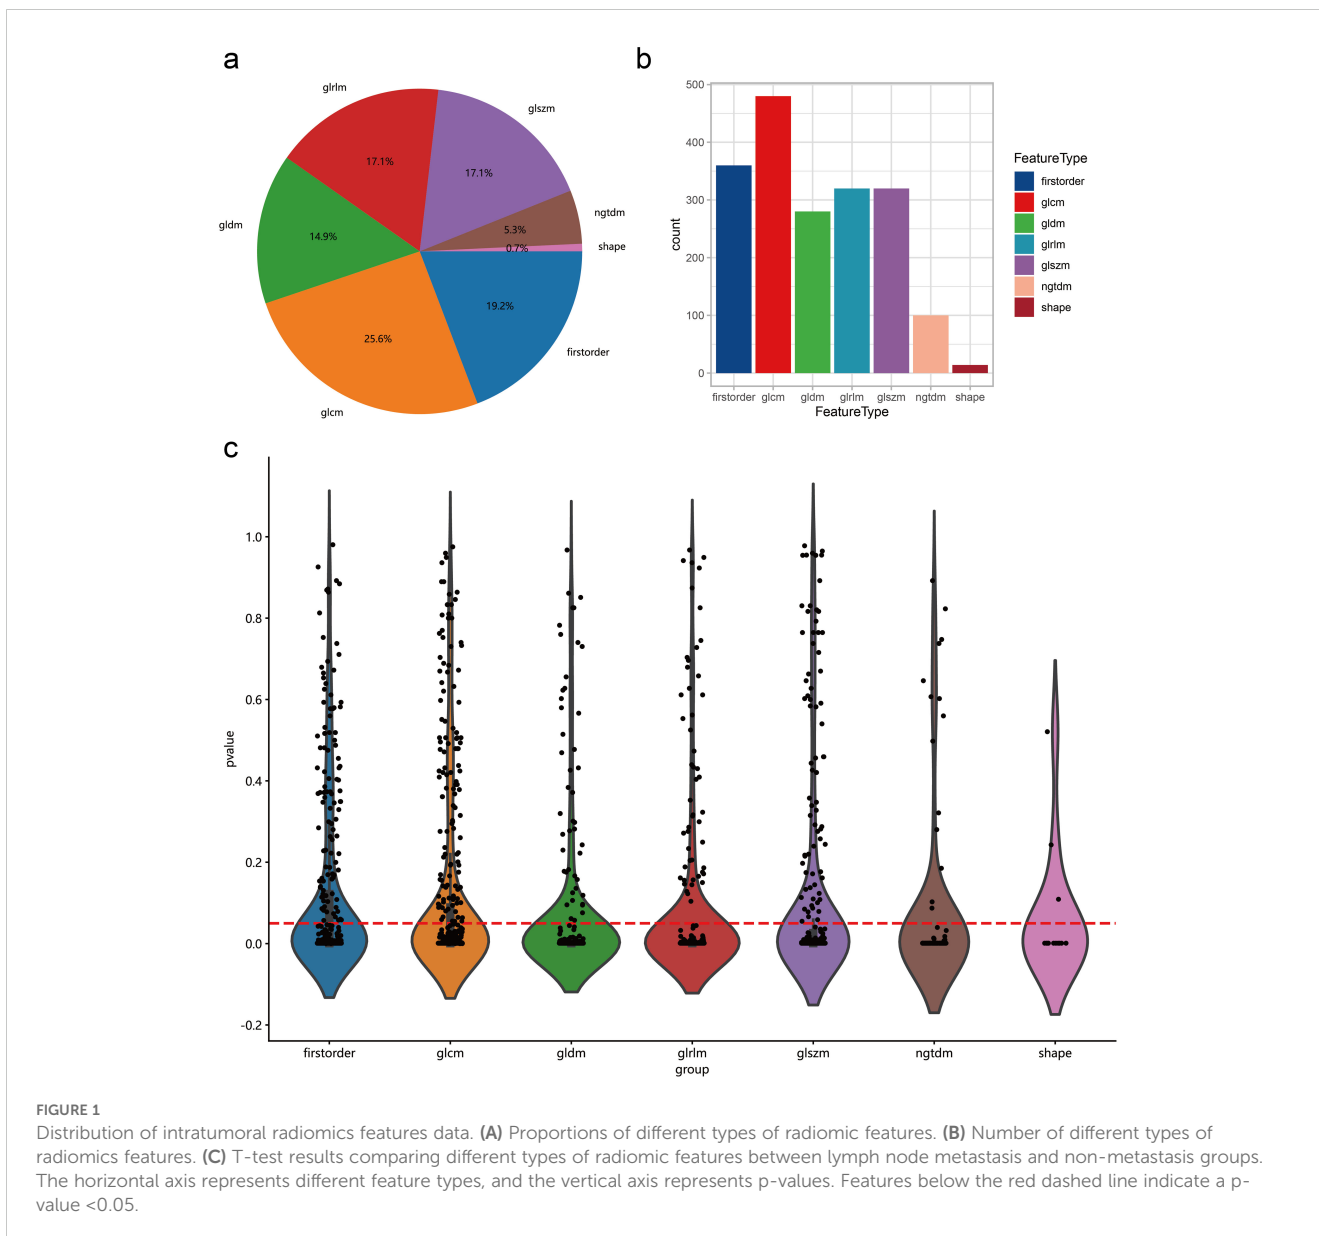 a
glrlm
glszm
gldm
ngtdm
shape
firstorder
glcm
17.1%
17.1%
14.9%
5.3%
0.7%
19.2%
25.6%
b
500
400
300
200
100
0
count
firstorder glcm gldm glrlm glszm ngtdm shape
FeatureType
FeatureType
firstorder
glcm
gldm
glrlm
glszm
ngtdm
shape
c
1.0
0.8
0.6
0.4
0.2
0.0
-0.2
pvalue
firstorder glcm gldm glrlm glszm ngtdm shape
group
FIGURE 1
Distribution of intratumoral radiomics features data. (A) Proportions of different types of radiomic features. (B) Number of different types of
radiomics features. (C) T-test results comparing different types of radiomic features between lymph node metastasis and non-metastasis groups.
The horizontal axis represents different feature types, and the vertical axis represents p-values. Features below the red dashed line indicate a p-
value <0.05.